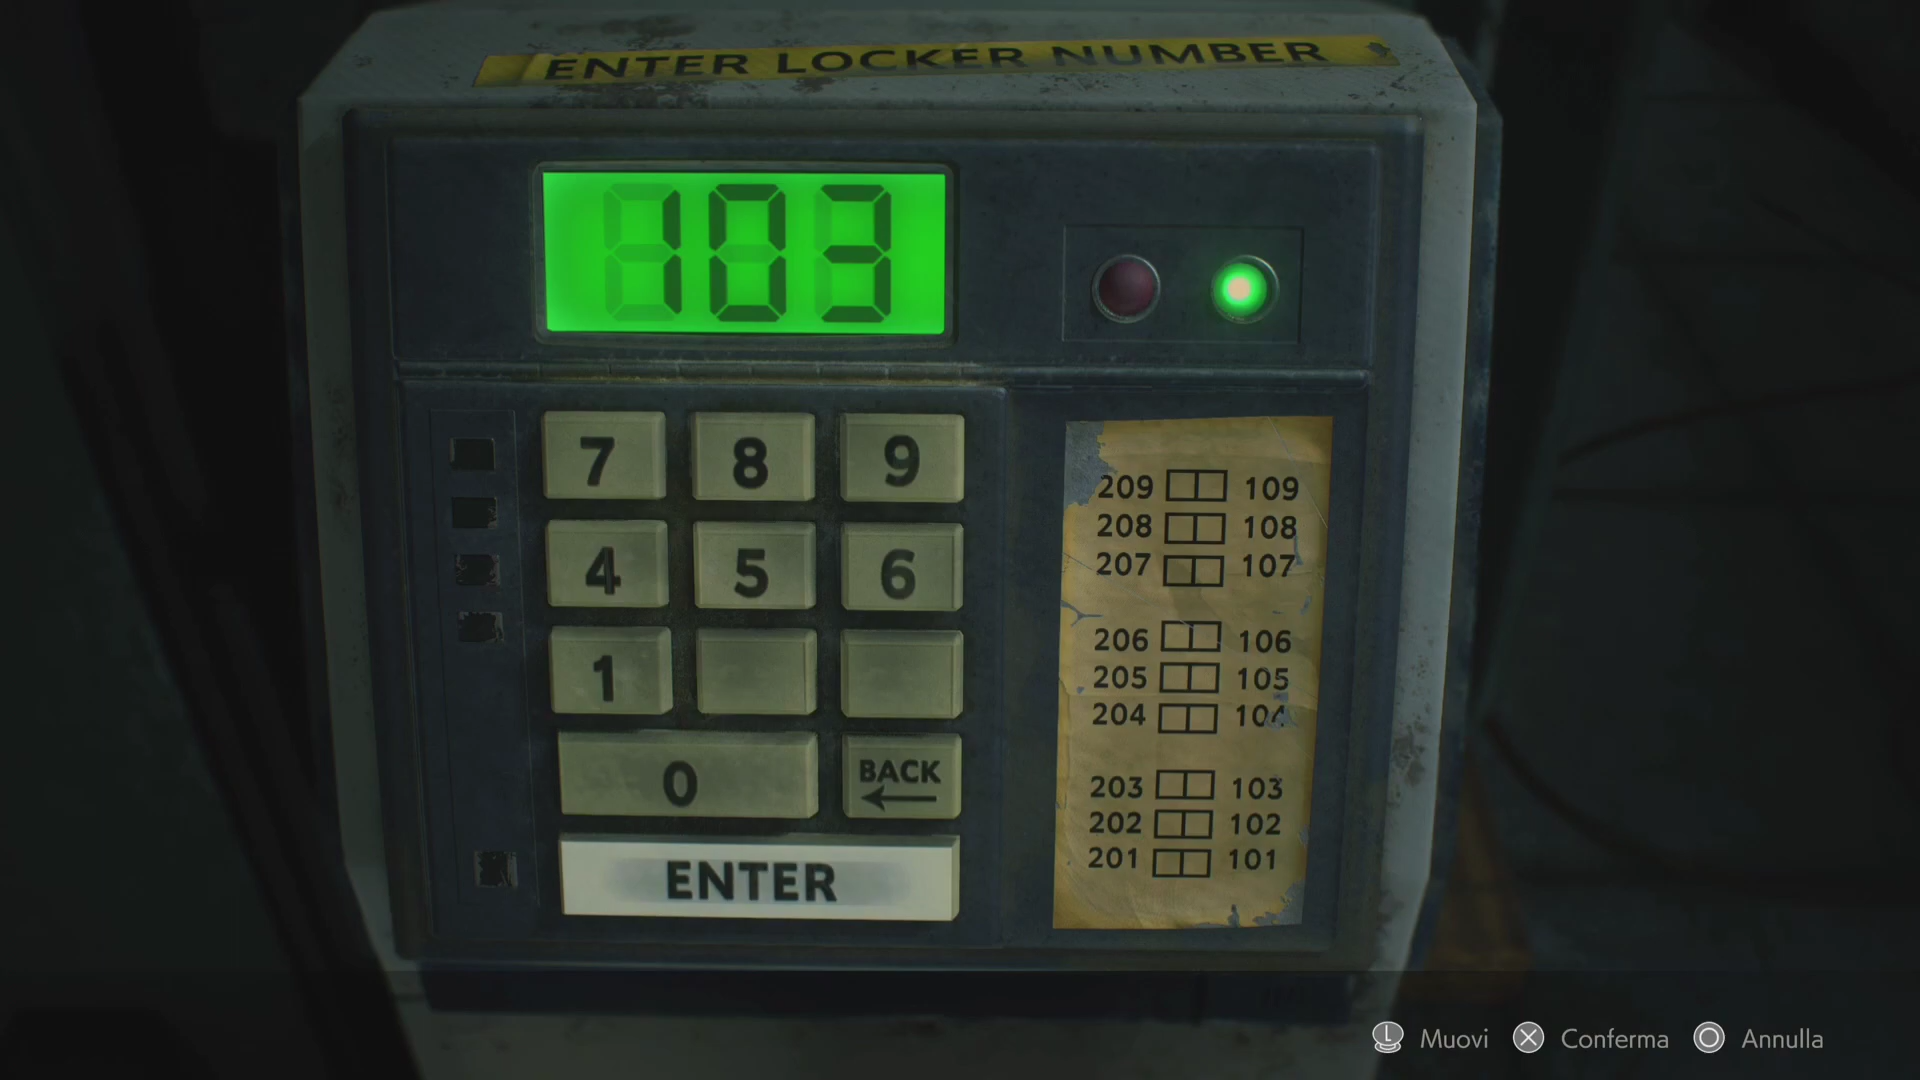 ENTER LOCKER NUMBER
103
7 8 9
4 5 6
1
0 BACK
ENTER
209 109
208 108
207 107
206 106
205 105
204 104
203 103
202 102
201 101
L Muovi Conferma Annulla